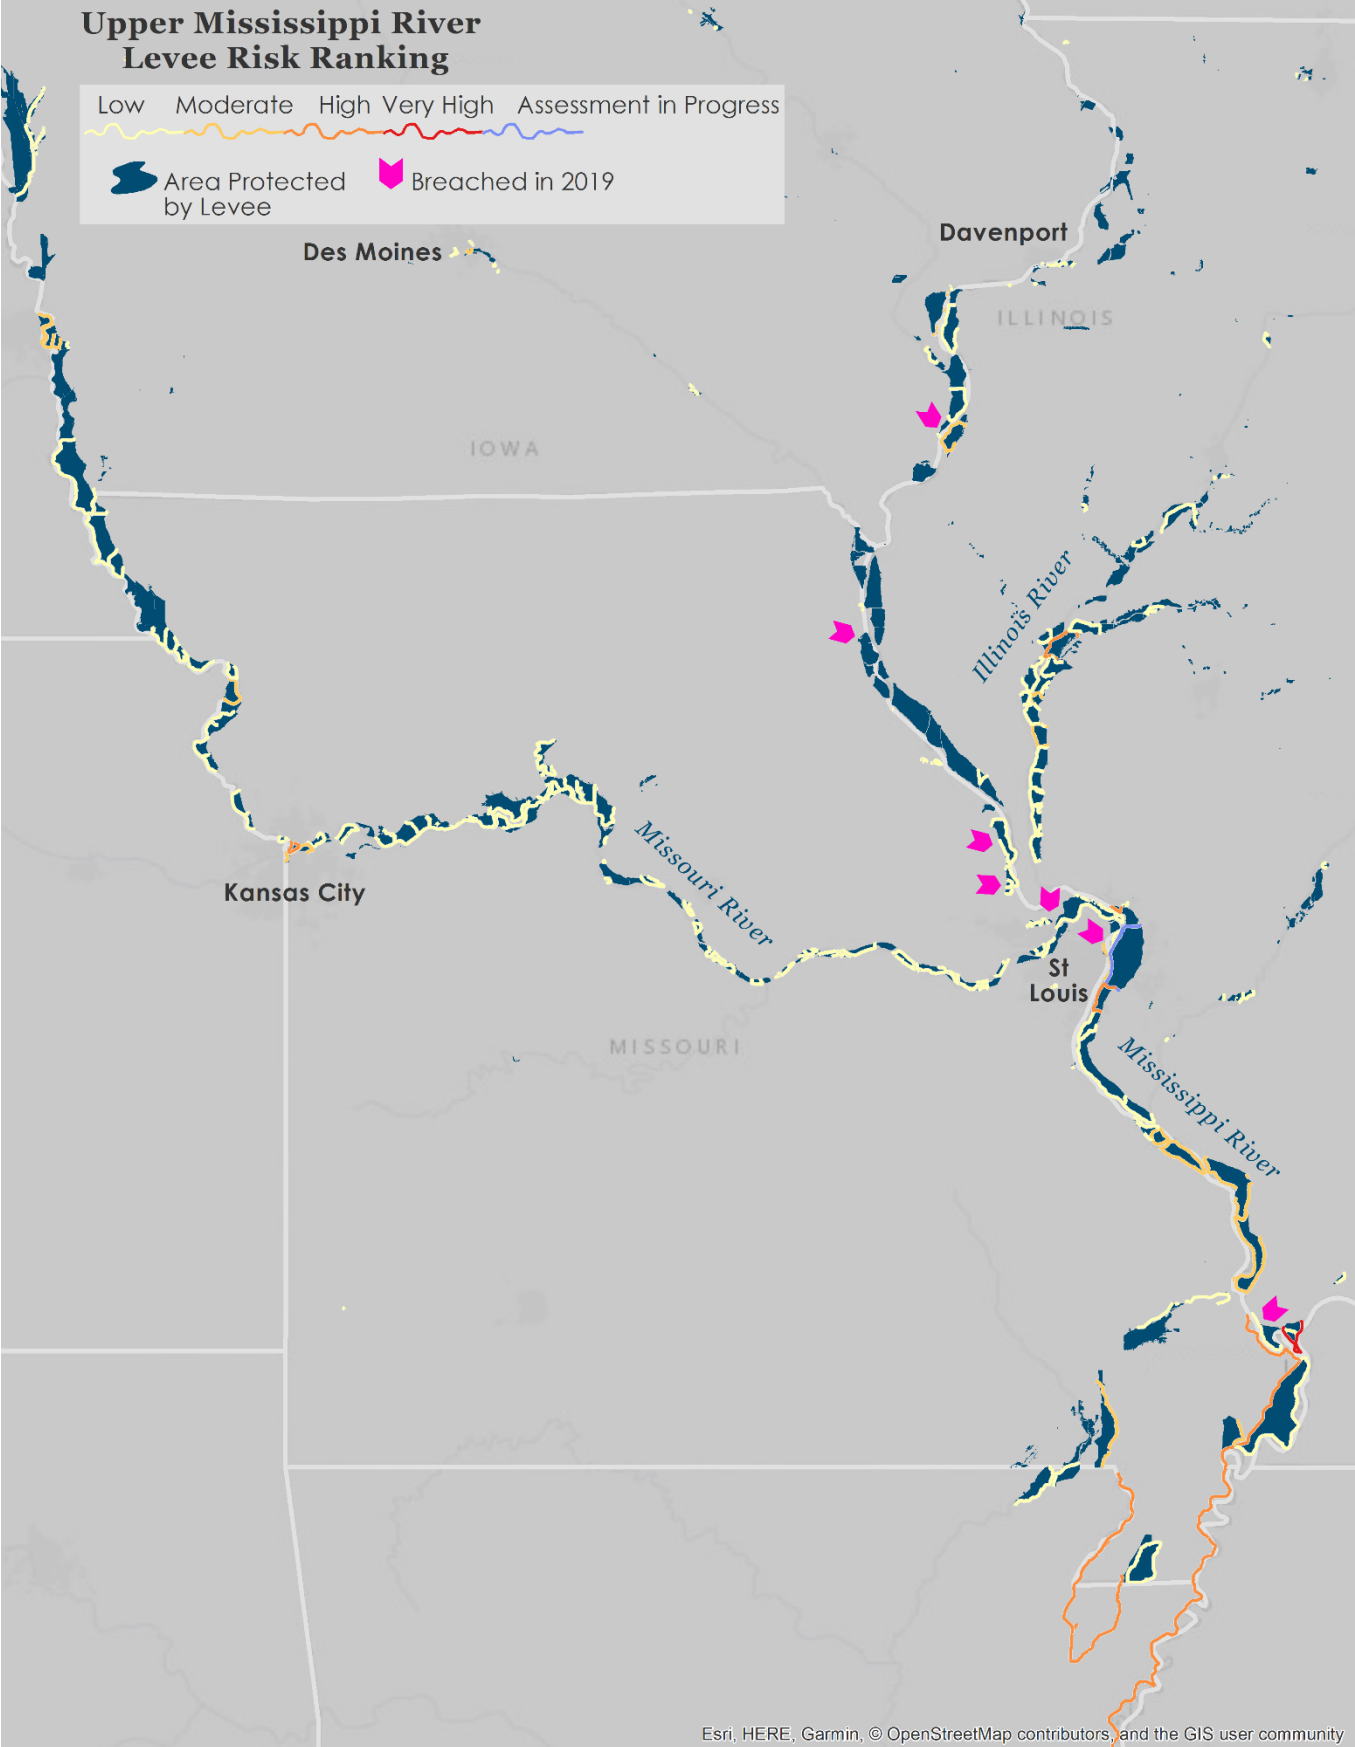 Upper Mississippi River
Levee Risk Ranking
Low Moderate High Very High Assessment in Progress
Area Protected
by Levee
Breached in 2019
Davenport
Des Moines
ILLINOIS
IOWA
Illinois River
Missouri River
Kansas City
St
Louis
MISSOURI
Mississippi River
Esri, HERE, Garmin, © OpenStreetMap contributors, and the GIS user community